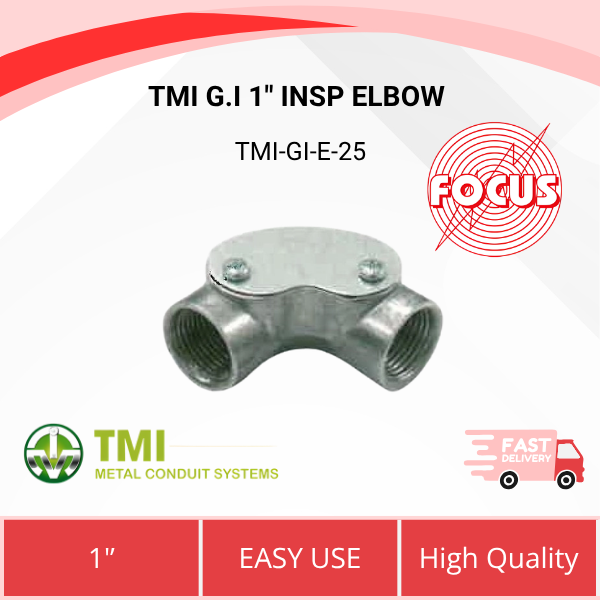 TMI G.I 1" INSP ELBOW
TMI-GI-E-25
FOCUS
TMI
METAL CONDUIT SYSTEMS
FAST
DELIVERY
1"
EASY USE
High Quality